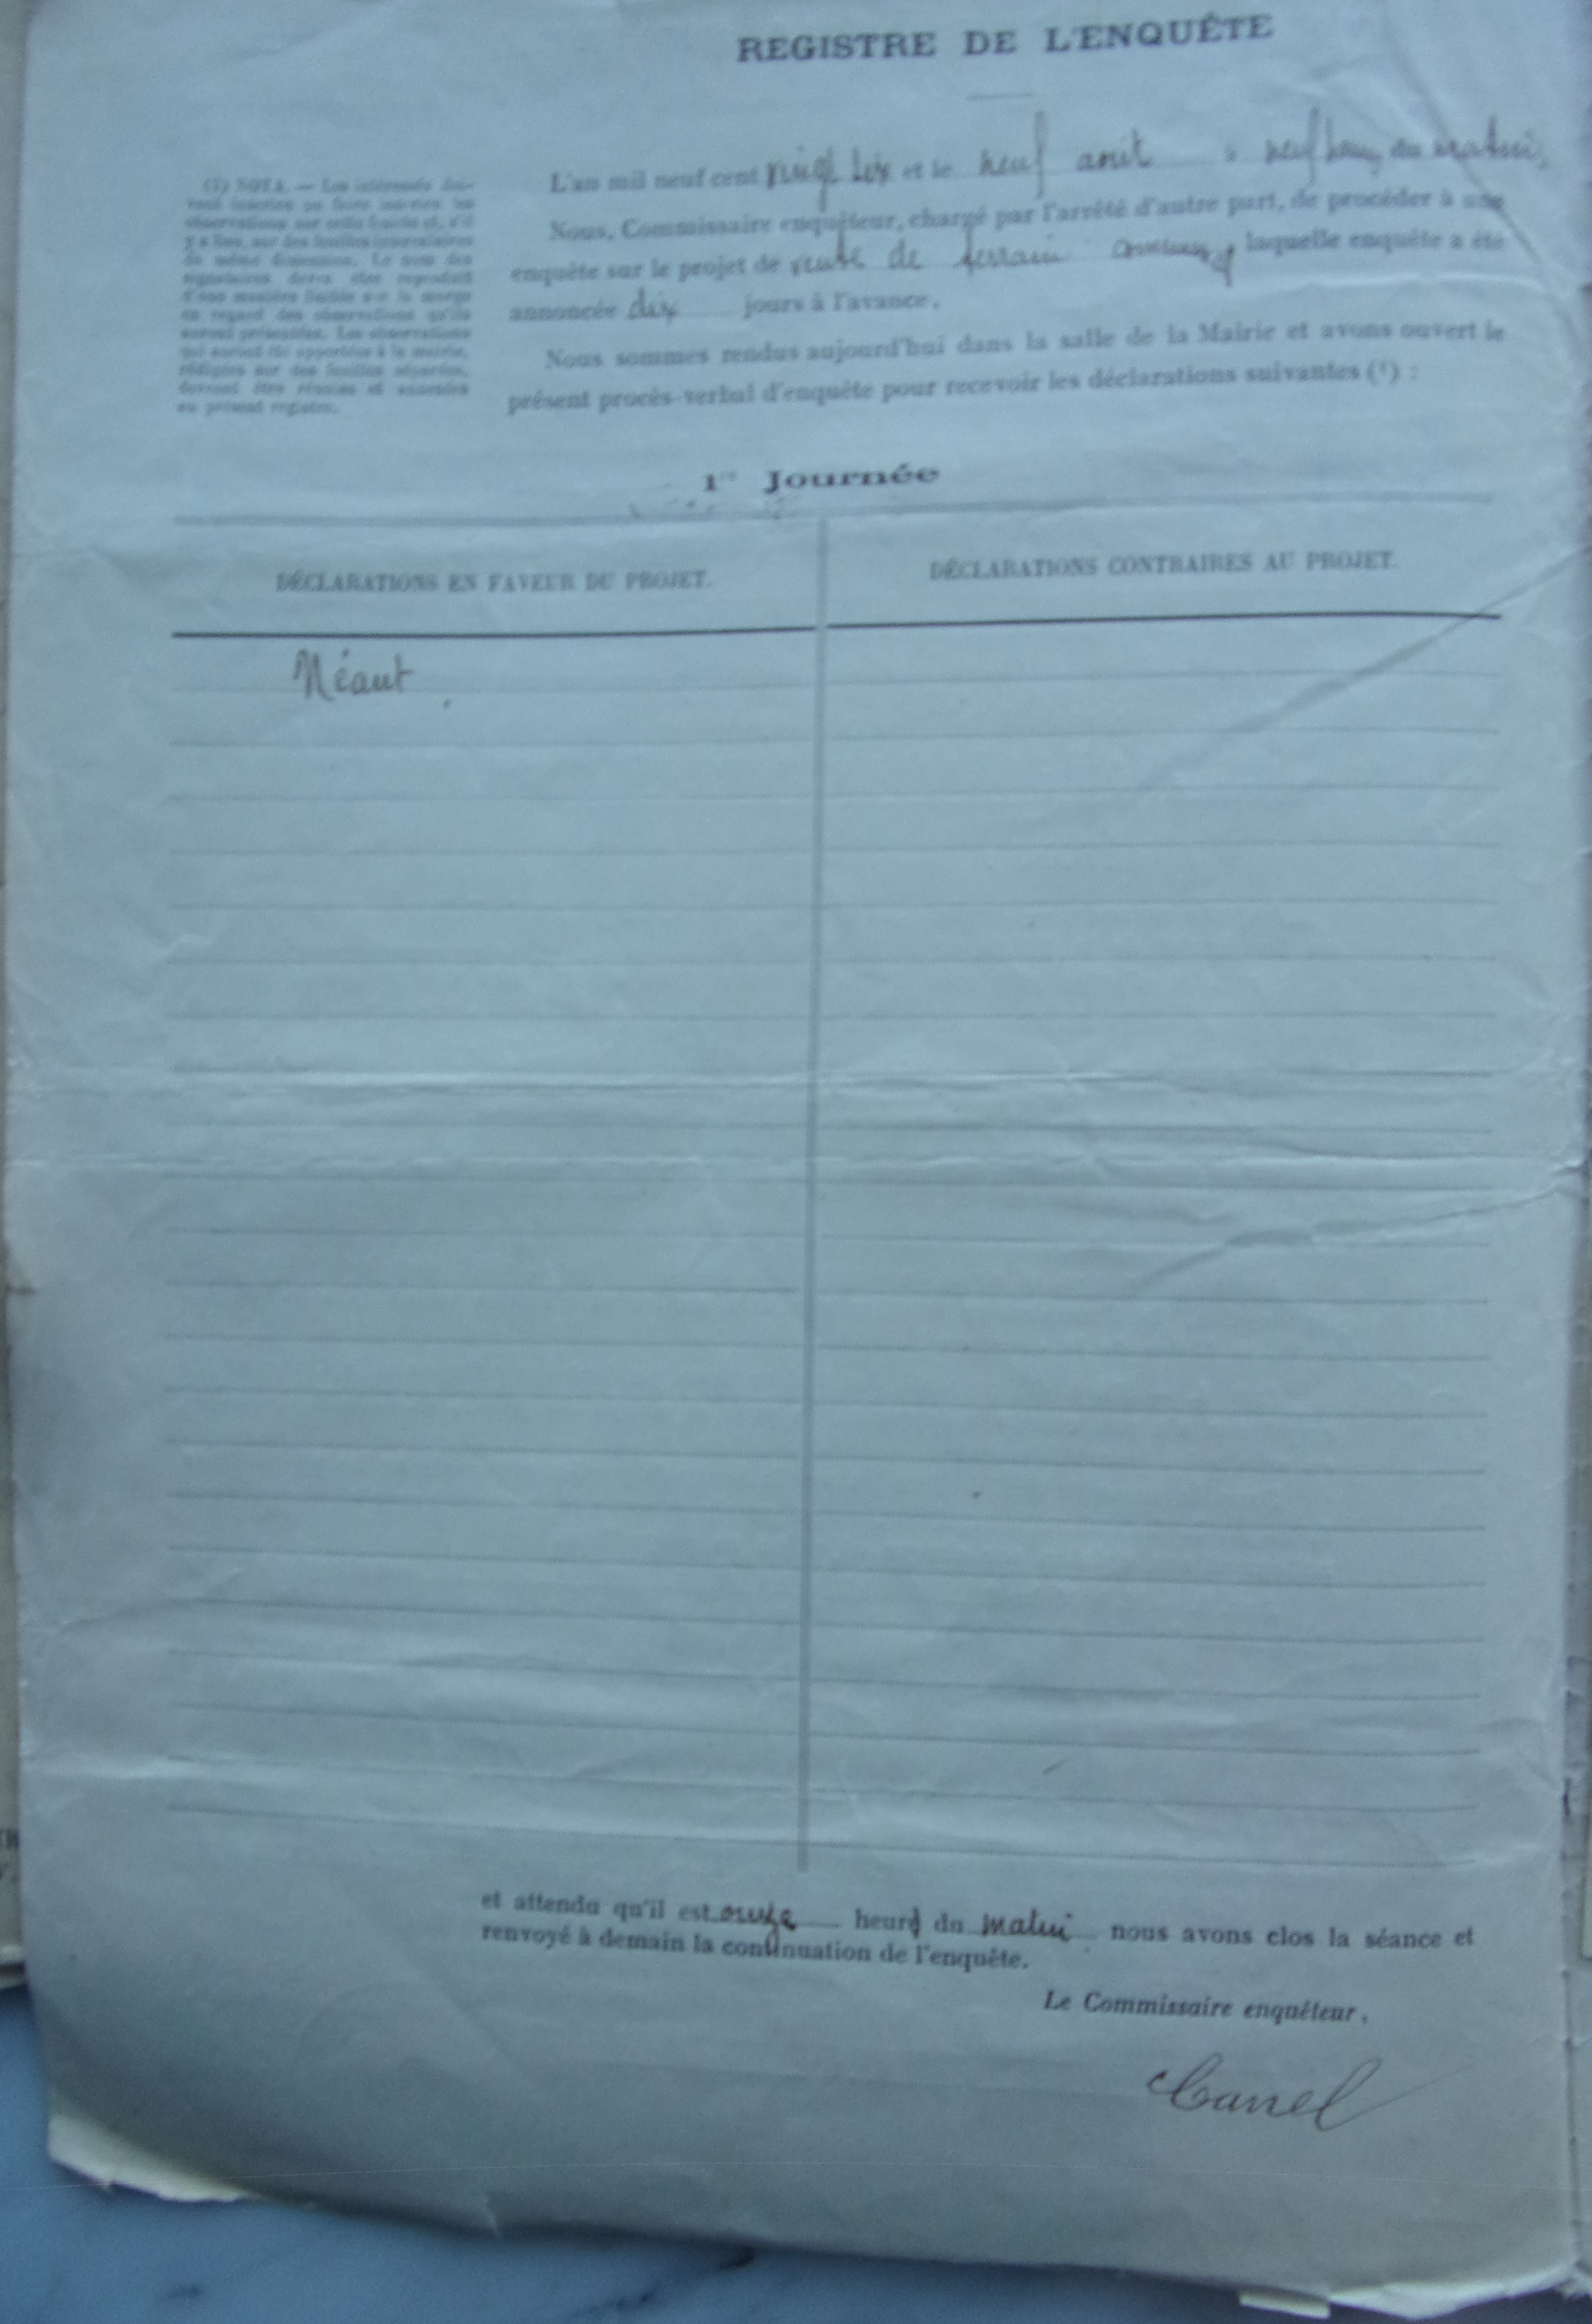 REGISTRE DE L'ENQUÊTE
L'an mil neuf cent vingt six et le neuf août à neuf heures du matin,
Nous, Commissaire enquêteur, chargé par l'arrêté d'autre part, de procéder à une
enquête sur le projet de vente de terrain laquelle enquête a été
annoncée dix jours à l'avance.
Nous sommes rendus aujourd'hui dans la salle de la Mairie et avons ouvert le
présent procès-verbal d'enquête pour recevoir les déclarations suivantes (1) :
(1) NOTA. — Les intéressés doi-
vent inscrire ou faire inscrire les
observations sur cette feuille et, s'il
y a lieu, sur des feuilles intercalaires
de même dimension. Le nom des
signataires devra être reproduit
d'une manière lisible sur la marge
en regard des observations qu'ils
auront présentées. Les observations
qui auront été apportées à la mairie,
rédigées sur des feuilles séparées,
devront être réunies et annexées
au présent registre.
1re Journée
DÉCLARATIONS EN FAVEUR DU PROJET.
DÉCLARATIONS CONTRAIRES AU PROJET.
Néant
et attendu qu'il est onze heures du matin nous avons clos la séance et
renvoyé à demain la continuation de l'enquête.
Le Commissaire enquêteur,
Canel